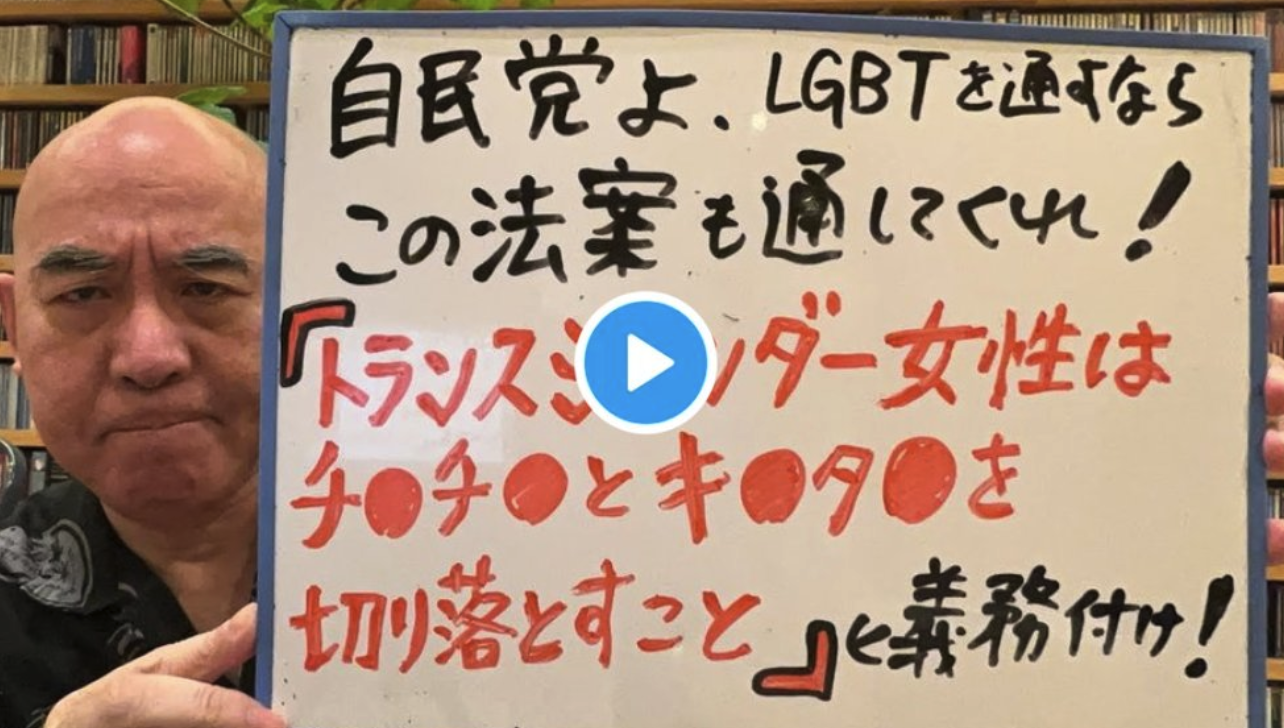 自民党よ、LGBTを通すなら
この法案も通してくれ！
『トランスジンダー女性は
チ●チ●とキ●タ●を
切り落とすこと』と義務付け！